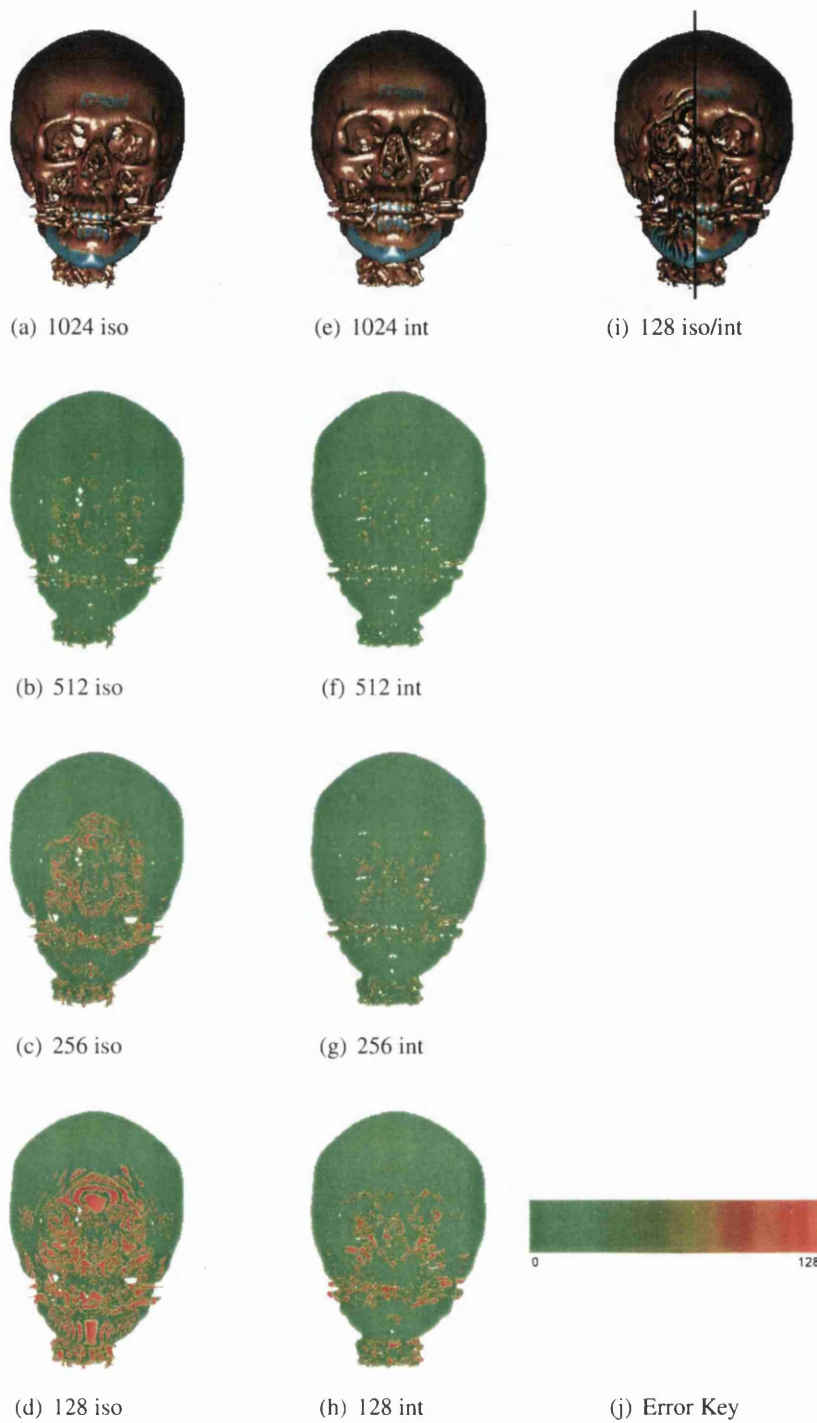 (a) 1024 iso
(e) 1024 int
(i) 128 iso/int
(b) 512 iso
(f) 512 int
(c) 256 iso
(g) 256 int
0
128
(d) 128 iso
(h) 128 int
(j) Error Key